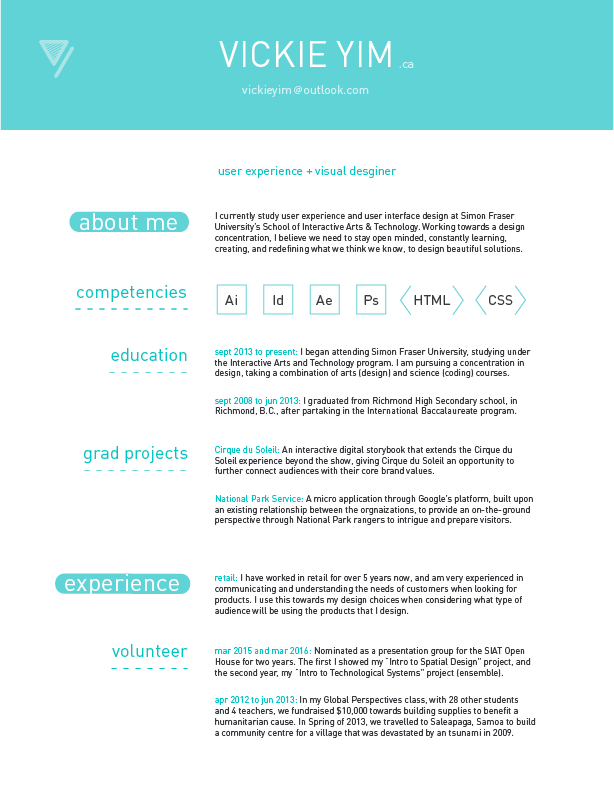 VICKIE YIM .ca
vickieyim@outlook.com
user experience + visual desginer
about me
I currently study user experience and user interface design at Simon Fraser
University's School of Interactive Arts & Technology. Working towards a design
concentration, I believe we need to stay open minded, constantly learning,
creating, and redefining what we think we know, to design beautiful solutions.
competencies
Ai Id Ae Ps HTML CSS
education
sept 2013 to present: I began attending Simon Fraser University, studying under
the Interactive Arts and Technology program. I am pursuing a concentration in
design, taking a combination of arts (design) and science (coding) courses.
sept 2008 to jun 2013: I graduated from Richmond High Secondary school, in
Richmond, B.C., after partaking in the International Baccalaureate program.
grad projects
Cirque du Soleil: An interactive digital storybook that extends the Cirque du
Soleil experience beyond the show, giving Cirque du Soleil an opportunity to
further connect audiences with their core brand values.
National Park Service: A micro application through Google's platform, built upon
an existing relationship between the orgnaizations, to provide an on-the-ground
perspective through National Park rangers to intrigue and prepare visitors.
experience
retail: I have worked in retail for over 5 years now, and am very experienced in
communicating and understanding the needs of customers when looking for
products. I use this towards my design choices when considering what type of
audience will be using the products that I design.
volunteer
mar 2015 and mar 2016: Nominated as a presentation group for the SIAT Open
House for two years. The first I showed my "Intro to Spatial Design" project, and
the second year, my "Intro to Technological Systems" project (ensemble).
apr 2012 to jun 2013: In my Global Perspectives class, with 28 other students
and 4 teachers, we fundraised $10,000 towards building supplies to benefit a
humanitarian cause. In Spring of 2013, we travelled to Saleapaga, Samoa to build
a community centre for a village that was devastated by an tsunami in 2009.